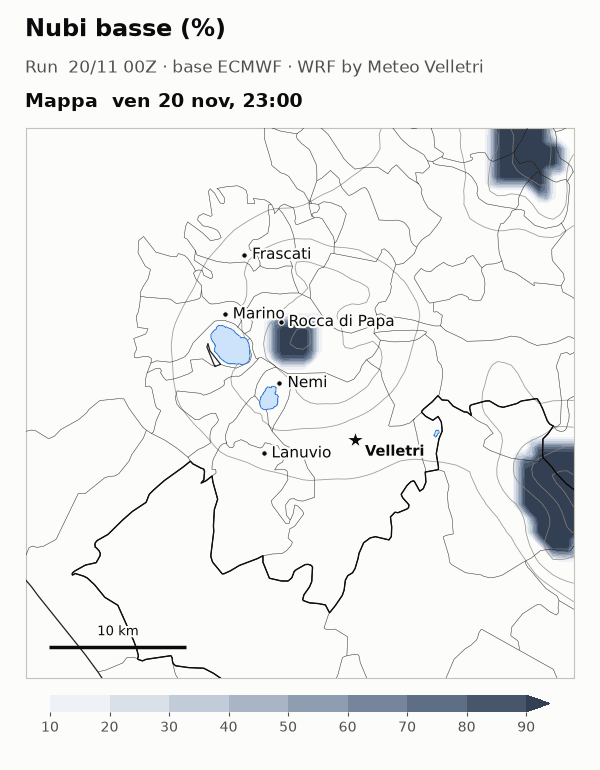 Nubi basse (%)
Run  20/11 00Z · base ECMWF · WRF by Meteo Velletri
Mappa  ven 20 nov, 23:00
Frascati
Marino
Rocca di Papa
Nemi
Velletri
Lanuvio
10 km
10 20 30 40 50 60 70 80 90